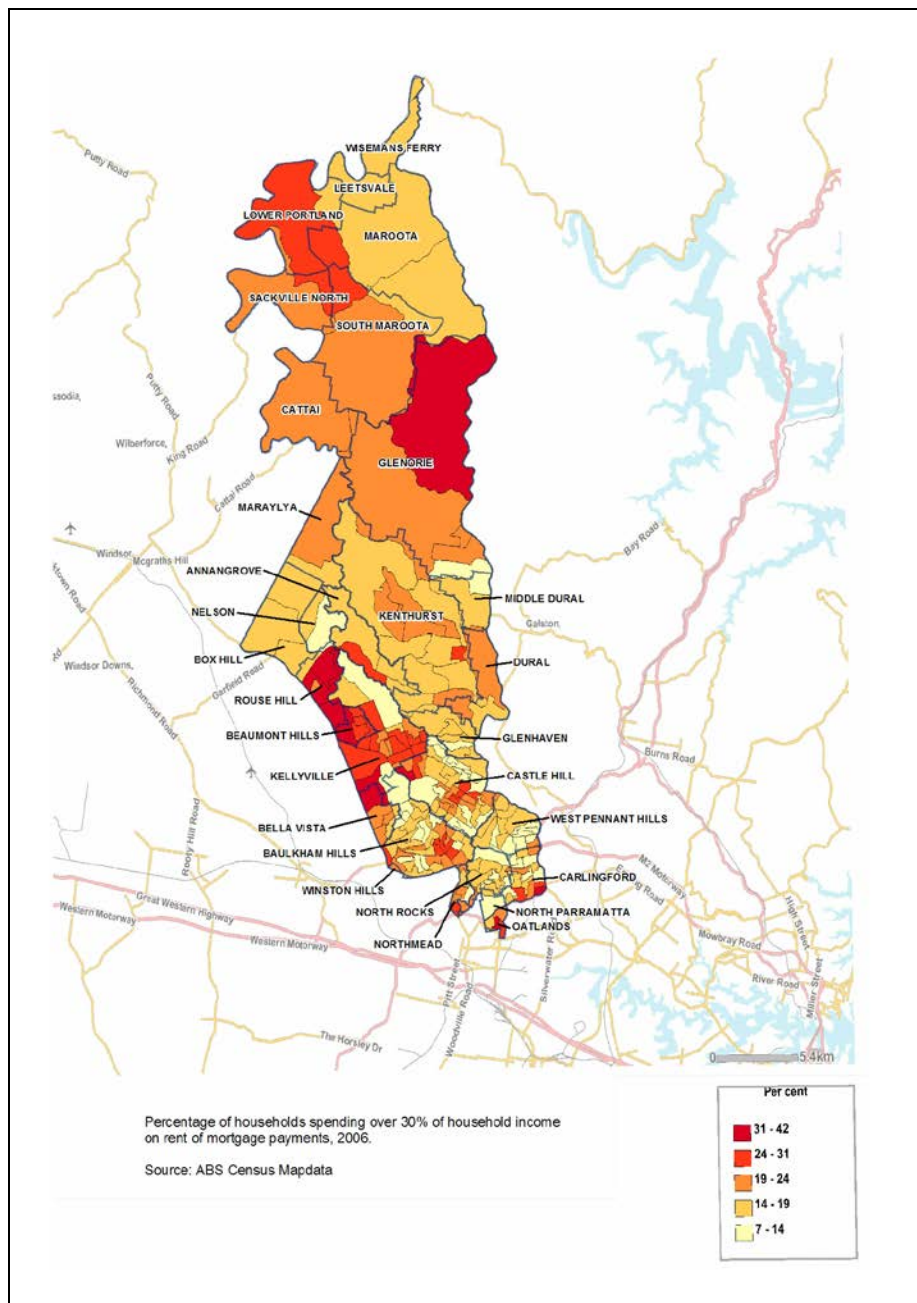 WISEMANS FERRY
Putty Road
LEETSVALE
LOWER PORTLAND
MAROOTA
SACKVILLE NORTH
SOUTH MAROOTA
Putty Road
ssodia,
CATTAI
Wilberforce,
King Road
GLENORIE
Cattai Road
MARAYLYA
Bay Road
Windsor
Mcgraths Hill
ANNANGROVE
MIDDLE DURAL
NELSON
KENTHURST
Galston,
Windsor Downs,
BOX HILL
DURAL
Garfield Road
Richmond Road
ROUSE HILL
BEAUMONT HILLS
GLENHAVEN
Burns Road
KELLYVILLE
CASTLE HILL
Rooty Hill Road
BELLA VISTA
WEST PENNANT HILLS
BAULKHAM HILLS
WINSTON HILLS
CARLINGFORD
M2 Motorway
Great Western Highway
NORTH ROCKS
Western Motorway
NORTH PARRAMATTA
High Street
Western Motorway
NORTHMEAD
OATLANDS
Mowbray Road
Silverwater Road
River Road
Pitt Street
Miller Street
Woodville Road
The Horsley Dr
0 5.4km
Percentage of households spending over 30% of household income
on rent of mortgage payments, 2006.
Source: ABS Census Mapdata
Per cent
31 - 42
24 - 31
19 - 24
14 - 19
7 - 14